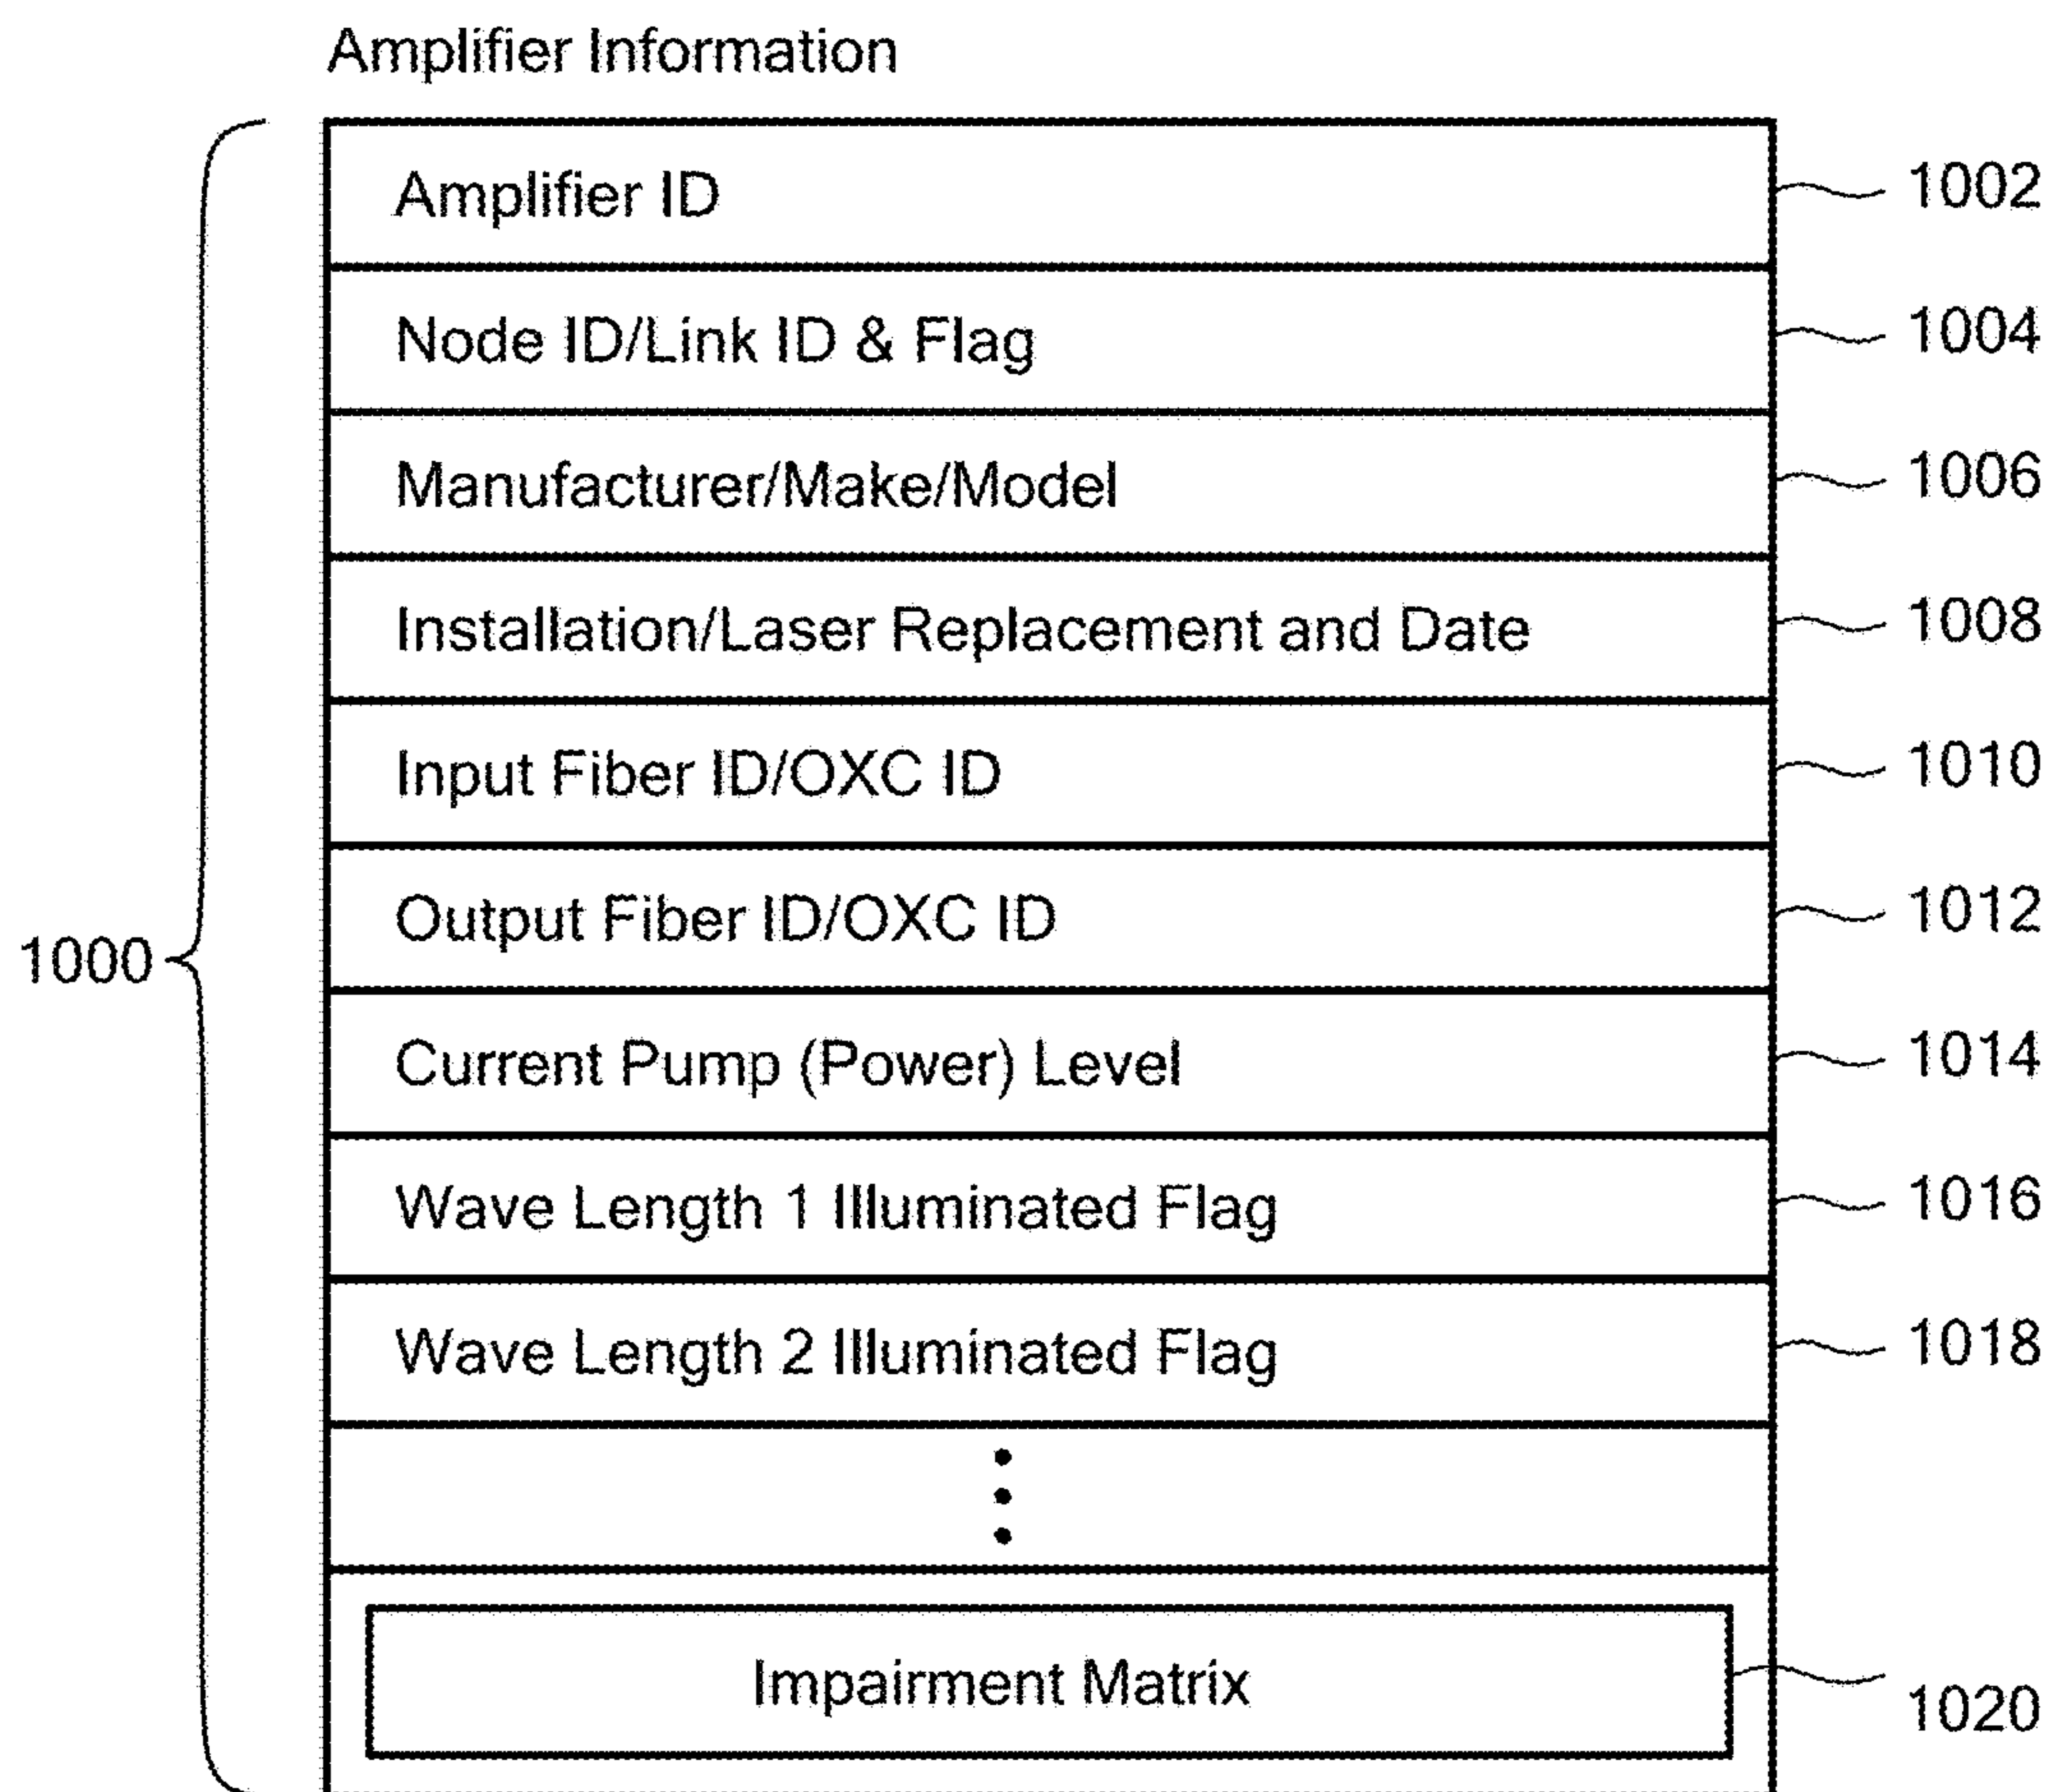 Amplifier Information
Amplifier ID 1002
Node ID/Link ID & Flag 1004
Manufacturer/Make/Model 1006
Installation/Laser Replacement and Date 1008
Input Fiber ID/OXC ID 1010
Output Fiber ID/OXC ID 1012
1000
Current Pump (Power) Level 1014
Wave Length 1 Illuminated Flag 1016
Wave Length 2 Illuminated Flag 1018
Impairment Matrix 1020